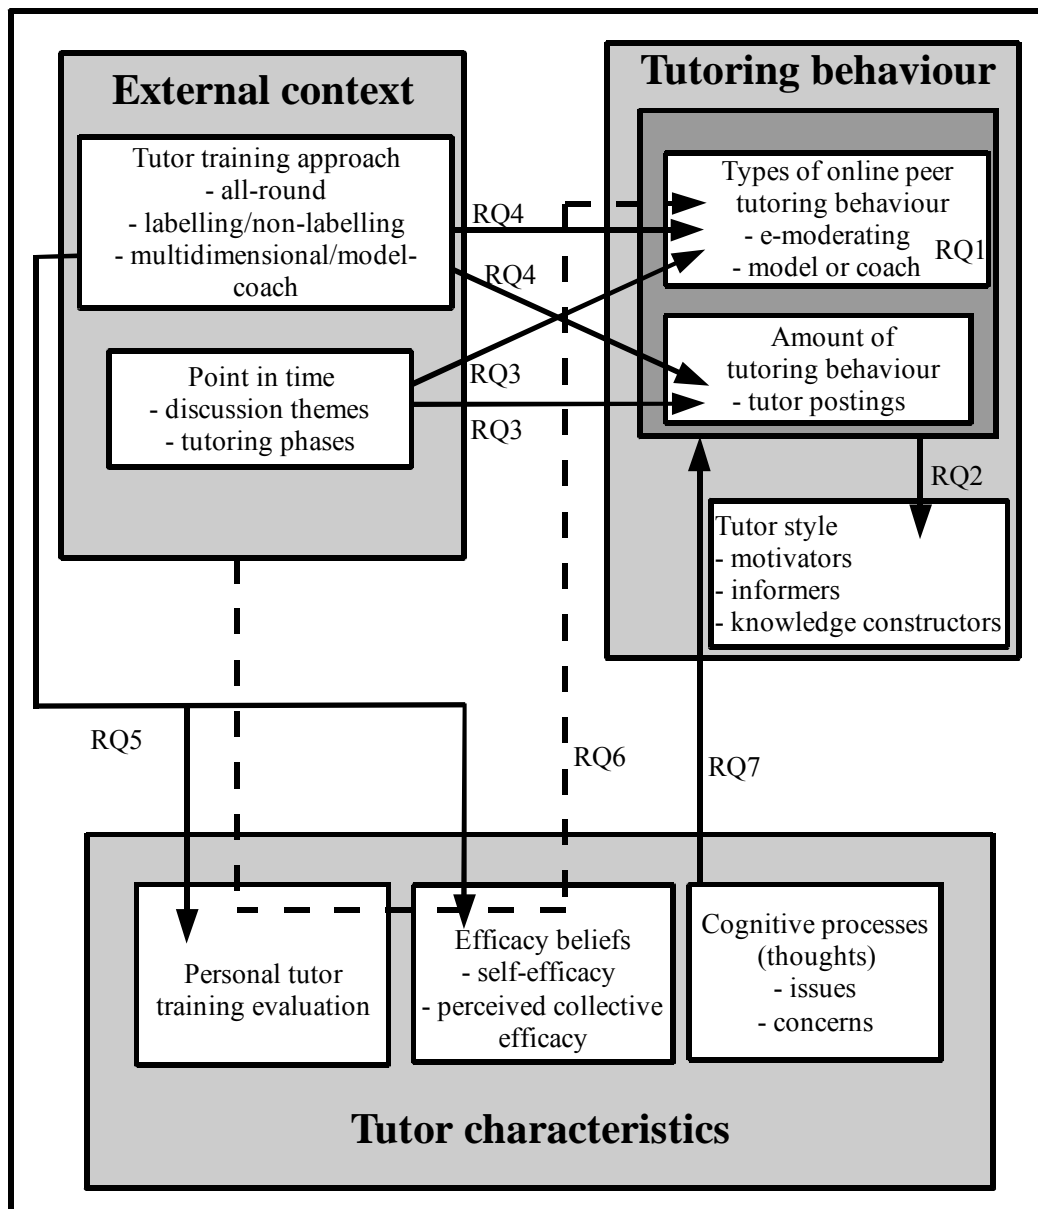 External context
Tutor training approach
- all-round
- labelling/non-labelling
- multidimensional/model-
coach
Point in time
- discussion themes
- tutoring phases
RQ4
RQ4
RQ3
RQ3
Tutoring behaviour
Types of online peer
tutoring behaviour
- e-moderating
- model or coach
RQ1
Amount of
tutoring behaviour
- tutor postings
RQ2
Tutor style
- motivators
- informers
- knowledge constructors
RQ5
RQ6
RQ7
Personal tutor
training evaluation
Efficacy beliefs
- self-efficacy
- perceived collective
efficacy
Cognitive processes
(thoughts)
- issues
- concerns
Tutor characteristics